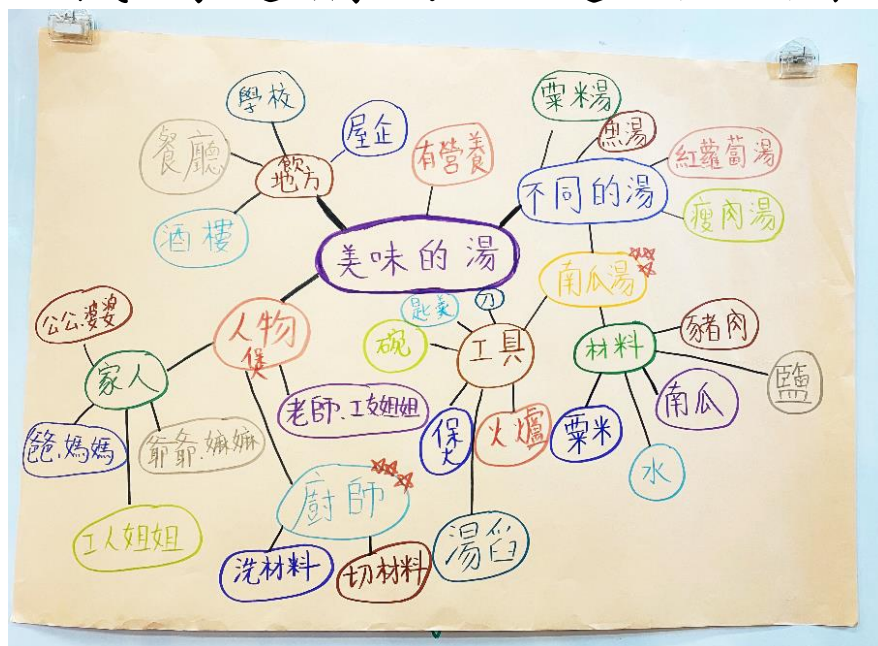 學校
屋企
餐廳
飲
地方
酒樓
有營養
粟米湯
魚湯
紅蘿蔔湯
不同的湯
瘦肉湯
美味的湯
南瓜湯
公公.婆婆
人物
煲
家人
爸爸.媽媽
爺爺.嫲嫲
工人姐姐
老師.工友姐姐
廚師
洗材料
切材料
刀
匙羹
碗
工具
煲
火爐
湯
材料
豬肉
鹽
南瓜
粟米
水